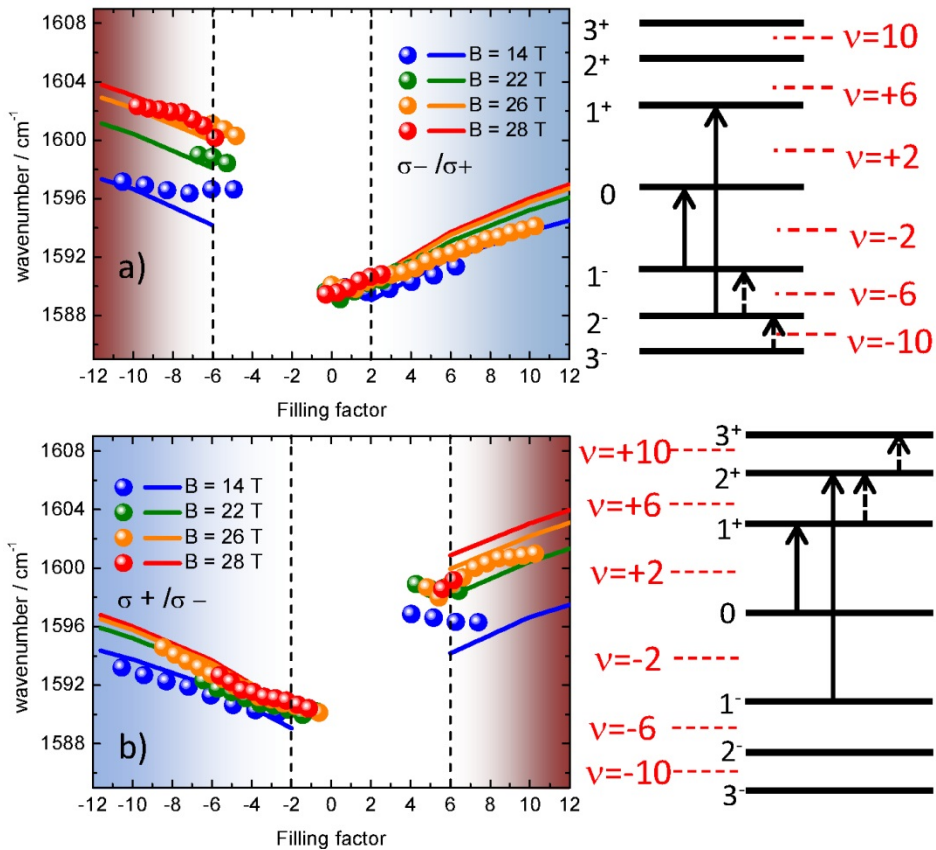 1608
1604
1600
1596
1592
1588
wavenumber / cm⁻¹
B = 14 T
B = 22 T
B = 26 T
B = 28 T
σ− /σ+
a)
-12 -10 -8 -6 -4 -2 0 2 4 6 8 10 12
Filling factor
3⁺
2⁺
1⁺
0
1⁻
2⁻
3⁻
ν=10
ν=+6
ν=+2
ν=-2
ν=-6
ν=-10
1608
1604
1600
1596
1592
1588
wavenumber / cm⁻¹
B = 14 T
B = 22 T
B = 26 T
B = 28 T
σ + /σ −
b)
-12 -10 -8 -6 -4 -2 0 2 4 6 8 10 12
Filling factor
ν=+10
ν=+6
ν=+2
ν=-2
ν=-6
ν=-10
3⁺
2⁺
1⁺
0
1⁻
2⁻
3⁻